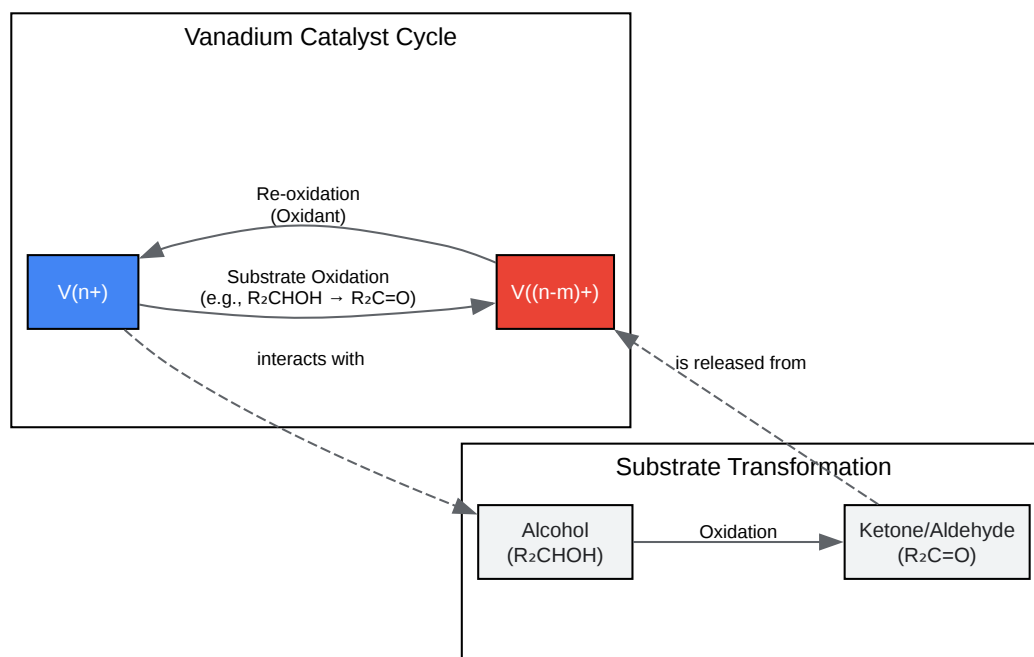 Vanadium Catalyst Cycle
Re-oxidation
(Oxidant)
V(n+)
Substrate Oxidation
(e.g., R₂CHOH → R₂C=O)
V((n-m)+)
interacts with
is released from
Substrate Transformation
Alcohol
(R₂CHOH)
Oxidation
Ketone/Aldehyde
(R₂C=O)